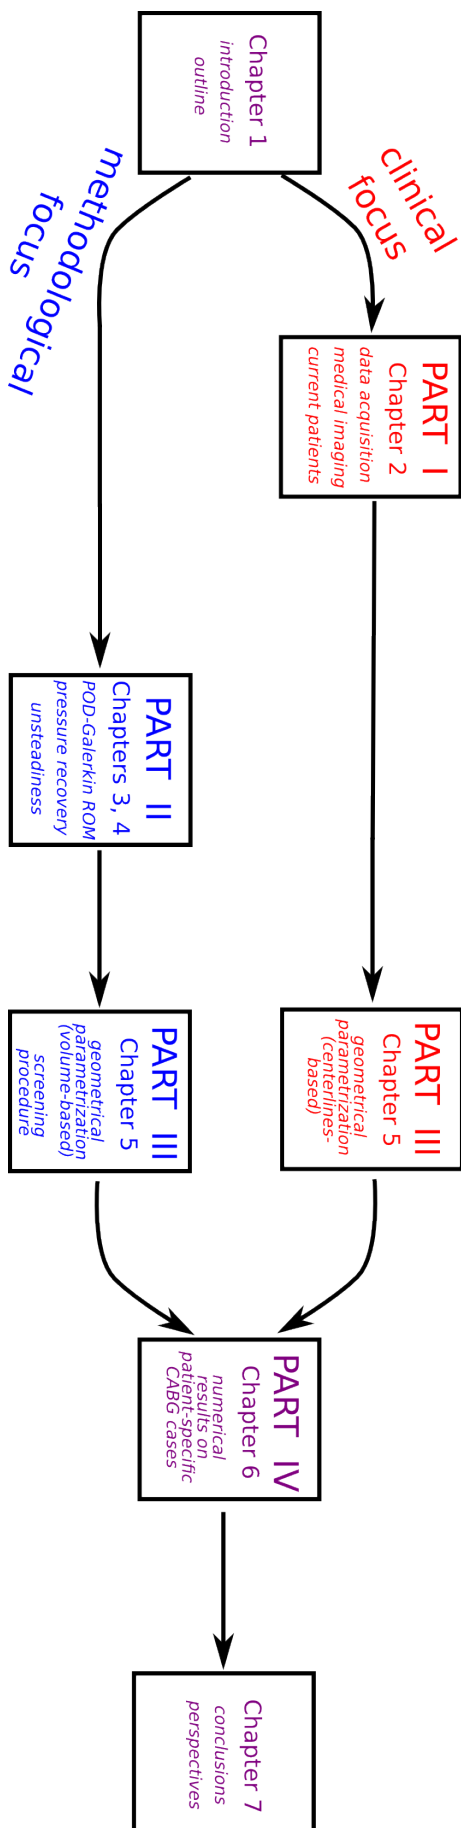 Chapter 1
introduction
outline
clinical
focus
methodological
focus
PART I
Chapter 2
data acquisition
medical imaging
current patients
PART II
Chapters 3, 4
POD-Galerkin ROM
pressure recovery
unsteadiness
PART III
Chapter 5
geometrical
parametrization
(centerlines-
based)
PART III
Chapter 5
geometrical
parametrization
(volume-based)
screening
procedure
PART IV
Chapter 6
numerical
results on
patient-specific
CABG cases
Chapter 7
conclusions
perspectives